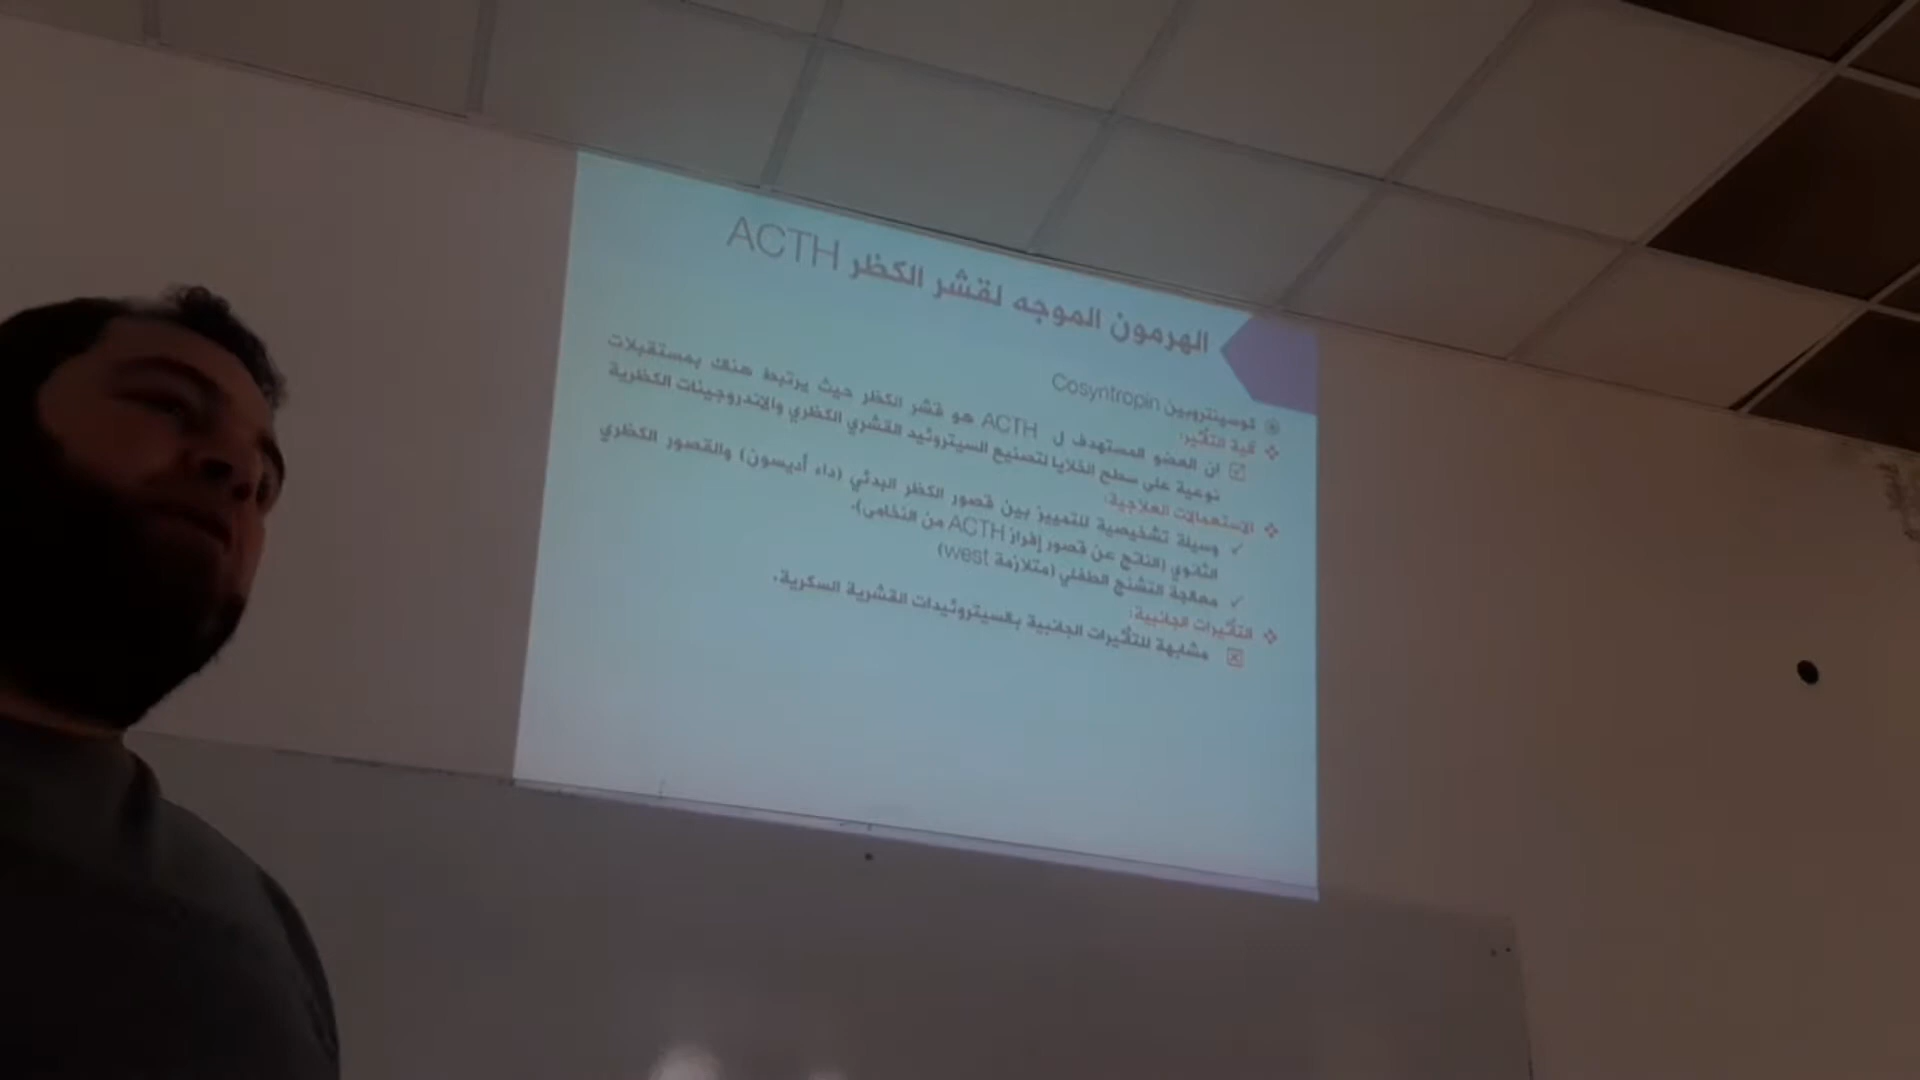 الهرمون الموجه لقشر الكظر ACTH
كوسينتروبين Cosyntropin
آلية التأثير:
ان العضو المستهدف ل ACTH هو قشر الكظر حيث يرتبط هناك بمستقبلات
نوعية على سطح الخلايا لتصنيع السيتروئيد القشري الكظري والاندروجينات الكظرية
الاستعمالات العلاجية:
وسيلة تشخيصية للتمييز بين قصور الكظر البدئي (داء أديسون) والقصور الكظري
الثانوي (الناتج عن قصور إفراز ACTH من النخامى).
معالجة التشنج الطفلي (متلازمة west)
التأثيرات الجانبية:
مشابهة للتأثيرات الجانبية بالسيتروئيدات القشرية السكرية.